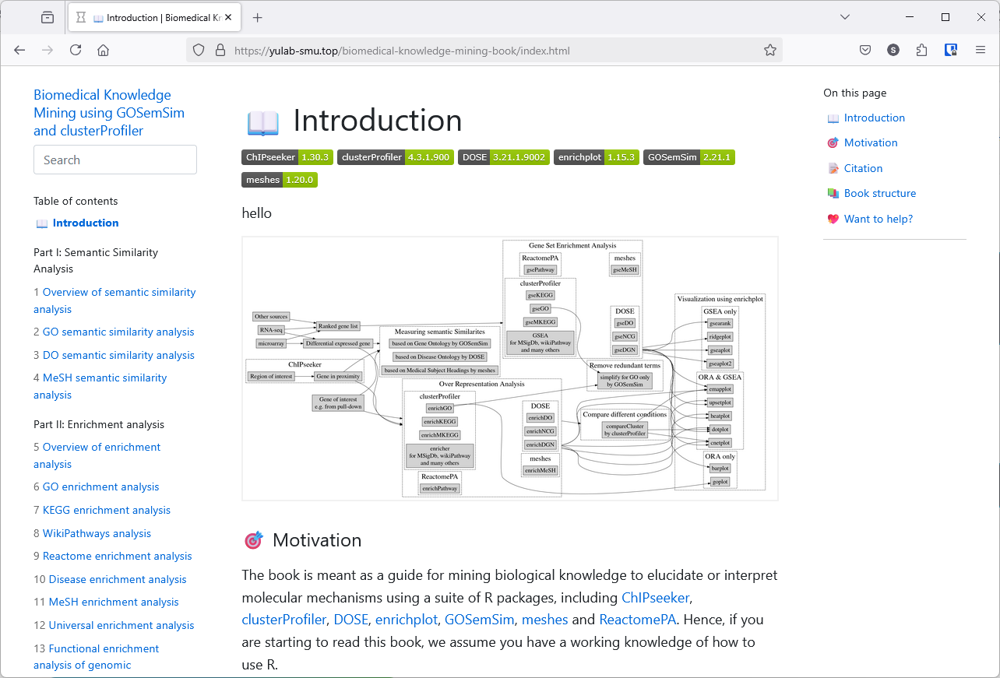 📖 Introduction | Biomedical Kr
https://yulab-smu.top/biomedical-knowledge-mining-book/index.html
S
Biomedical Knowledge
Mining using GOSemSim
and clusterProfiler
Search
Table of contents
📖 Introduction
Part I: Semantic Similarity
Analysis
1 Overview of semantic similarity
analysis
2 GO semantic similarity analysis
3 DO semantic similarity analysis
4 MeSH semantic similarity
analysis
Part II: Enrichment analysis
5 Overview of enrichment
analysis
6 GO enrichment analysis
7 KEGG enrichment analysis
8 WikiPathways analysis
9 Reactome enrichment analysis
10 Disease enrichment analysis
11 MeSH enrichment analysis
12 Universal enrichment analysis
13 Functional enrichment
analysis of genomic
📖 Introduction
ChIPseeker 1.30.3 clusterProfiler 4.3.1.900 DOSE 3.21.1.9002 enrichplot 1.15.3 GOSemSim 2.21.1
meshes 1.20.0
hello
Other sources
RNA-seq
microarray
Ranked gene list
Differential expressed gene
ChIPseeker
Region of interest
Gene in proximity
Gene of interest
e.g. from pull-down
Measuring semantic Similarites
based on Gene Ontology by GOSemSim
based on Disease Ontology by DOSE
based on Medical Subject Headings by meshes
Gene Set Enrichment Analysis
ReactomePA
gsePathway
meshes
gseMeSH
clusterProfiler
gseKEGG
gseGO
gseMKEGG
GSEA
for MSigDb, wikiPathway
and many others
DOSE
gseDO
gseNCG
gseDGN
Over Representation Analysis
clusterProfiler
enrichGO
enrichKEGG
enrichMKEGG
enricher
for MSigDb, wikiPathway
and many others
ReactomePA
enrichPathway
DOSE
enrichDO
enrichNCG
enrichDGN
meshes
enrichMeSH
Remove redundant terms
simplify for GO only
by GOSemSim
Compare different conditions
compareCluster
by clusterProfiler
Visualization using enrichplot
GSEA only
gsearank
ridgeplot
gseaplot
gseaplot2
ORA & GSEA
emapplot
upsetplot
heatplot
dotplot
cnetplot
ORA only
barplot
goplot
🎯 Motivation
The book is meant as a guide for mining biological knowledge to elucidate or interpret
molecular mechanisms using a suite of R packages, including ChIPseeker,
clusterProfiler, DOSE, enrichplot, GOSemSim, meshes and ReactomePA. Hence, if you
are starting to read this book, we assume you have a working knowledge of how to
use R.
On this page
📖 Introduction
🎯 Motivation
📝 Citation
📚 Book structure
💖 Want to help?